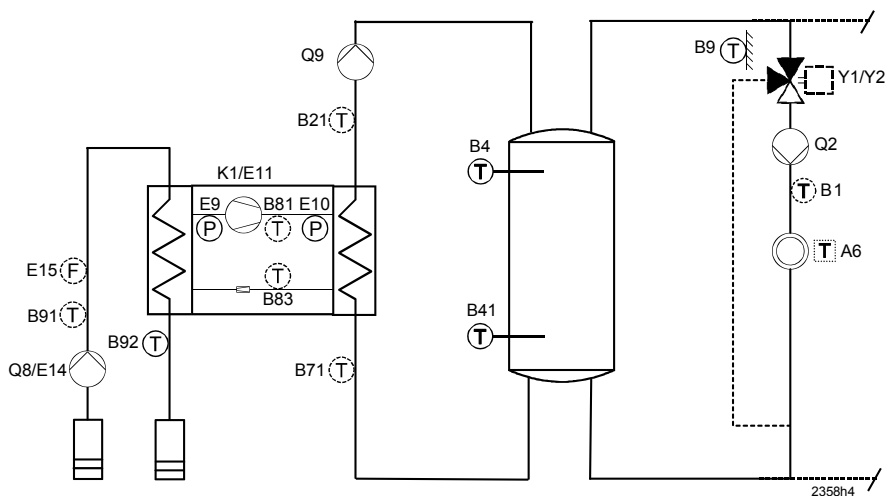 Q9
B9 T
Y1/Y2
B21 T
Q2
B4
T
K1/E11
T B1
E9 B81 E10
P T P
T A6
E15 F
T
B83
B91 T
B41
T
B92 T
Q8/E14
B71 T
2358h4